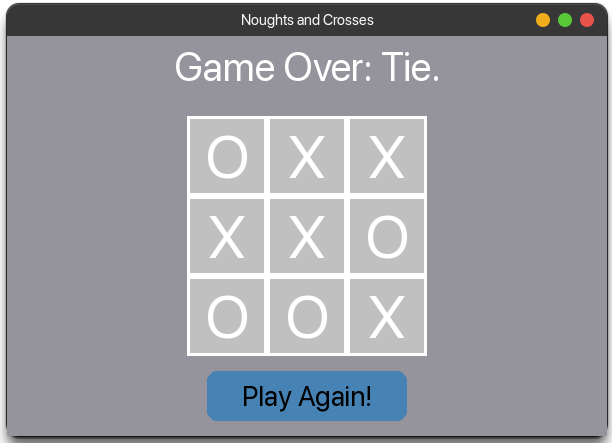 Noughts and Crosses
Game Over: Tie.
O X X
X X O
O O X
Play Again!